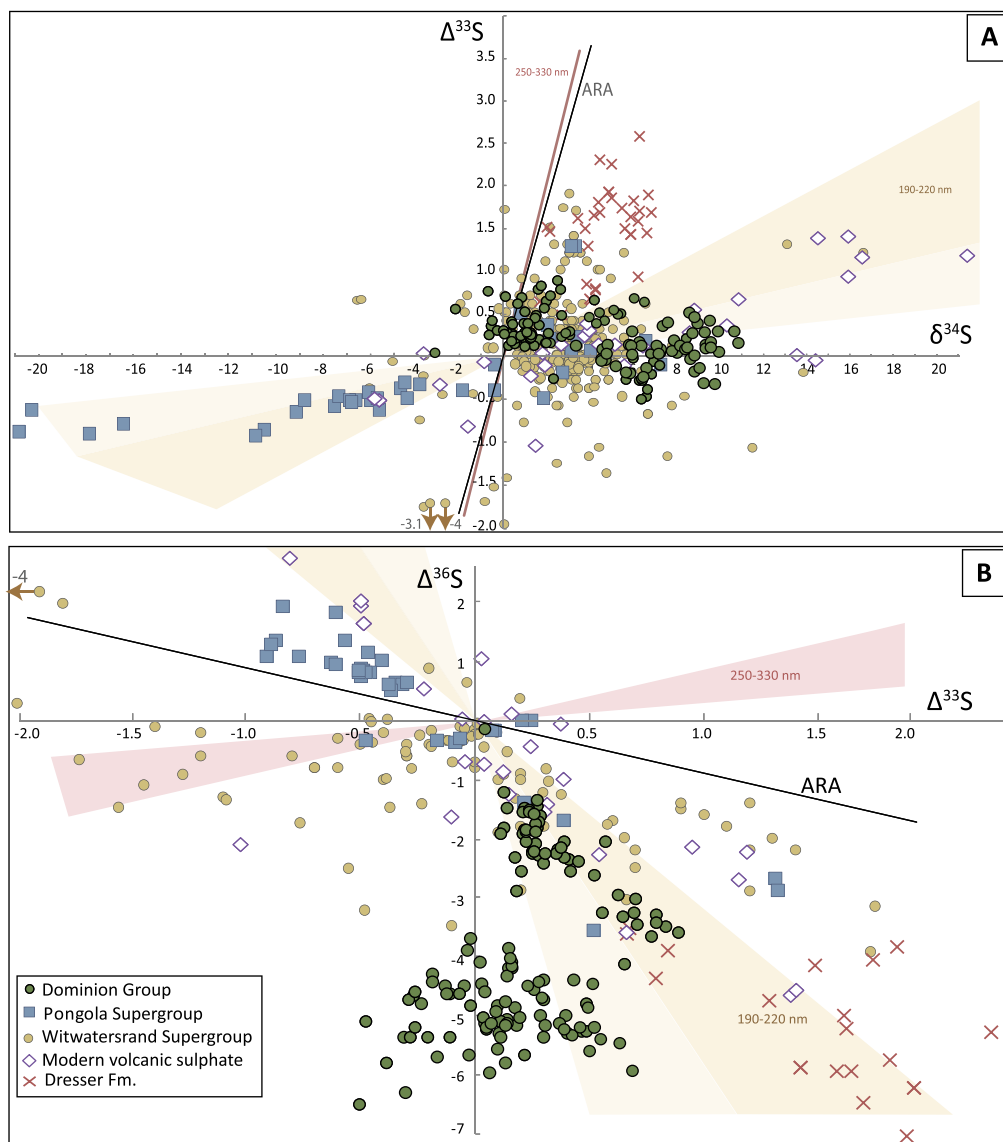 A
Δ33S
3.5
250-330 nm
ARA
3.0
2.5
2.0
190-220 nm
1.5
1.0
0.5
δ34S
-20 -18 -16 -14 -12 -10 -8 -6 -4 -2 2 4 6 8 10 12 14 16 18 20
-0.5
-1.0
-1.5
-3.1 -4 -2.0
B
-4
Δ36S
2
1
250-330 nm
Δ33S
-2.0 -1.5 -1.0 -0.5 0.5 1.0 1.5 2.0
-1
ARA
-2
-3
-4
Dominion Group
Pongola Supergroup
190-220 nm
-5
Witwatersrand Supergroup
Modern volcanic sulphate
Dresser Fm.
-6
-7